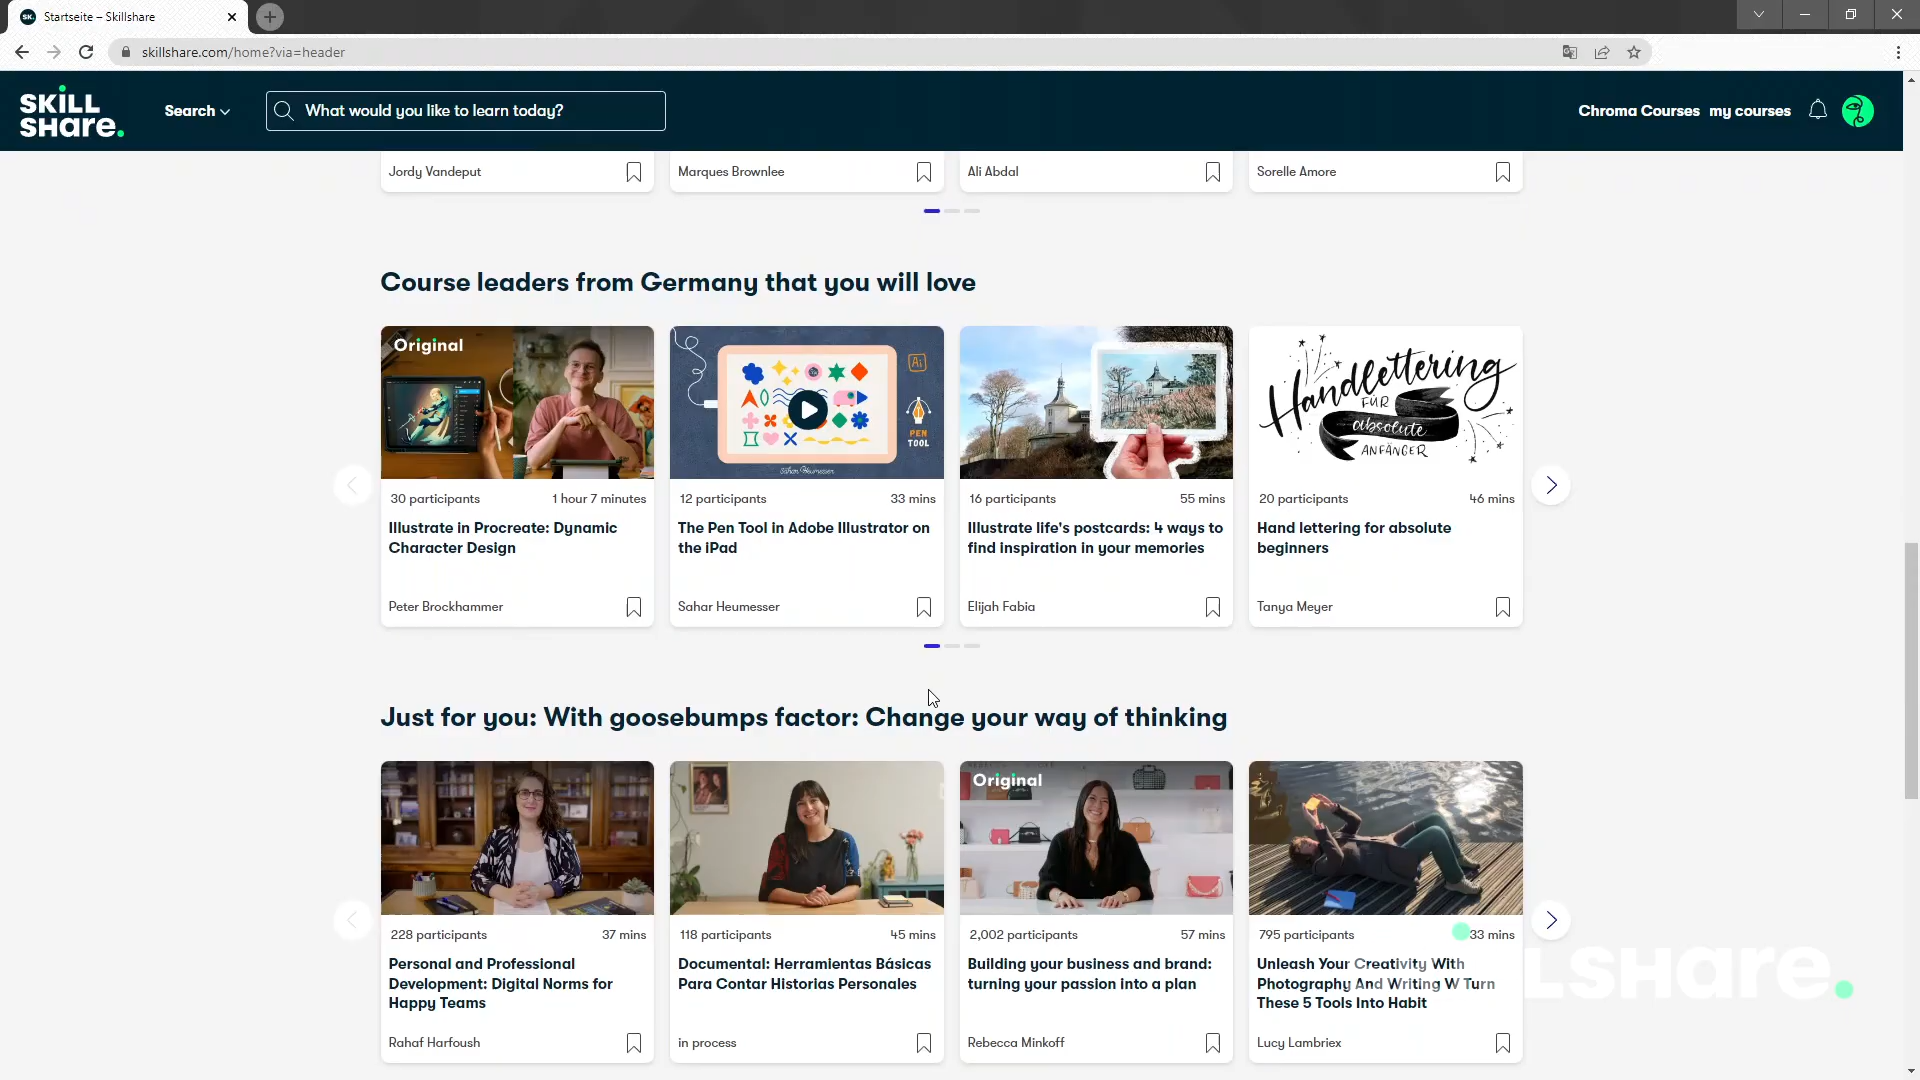 SK. Startseite – Skillshare
skillshare.com/home?via=header
SKILL
SHare.
Search
What would you like to learn today?
Chroma Courses my courses
Jordy Vandeput
Marques Brownlee
Ali Abdal
Sorelle Amore
Course leaders from Germany that you will love
Original
Ai
PEN
TOOL
Sahar Heumesser
Handlettering
FÜR
absolute
ANFÄNGER
30 participants 1 hour 7 minutes
Illustrate in Procreate: Dynamic
Character Design
Peter Brockhammer
12 participants 33 mins
The Pen Tool in Adobe Illustrator on
the iPad
Sahar Heumesser
16 participants 55 mins
Illustrate life's postcards: 4 ways to
find inspiration in your memories
Elijah Fabia
20 participants 46 mins
Hand lettering for absolute
beginners
Tanya Meyer
Just for you: With goosebumps factor: Change your way of thinking
Original
228 participants 37 mins
Personal and Professional
Development: Digital Norms for
Happy Teams
Rahaf Harfoush
118 participants 45 mins
Documental: Herramientas Básicas
Para Contar Historias Personales
in process
2,002 participants 57 mins
Building your business and brand:
turning your passion into a plan
Rebecca Minkoff
795 participants 33 mins
Unleash Your Creativity With
Photography And Writing W Turn
These 5 Tools Into Habit
Lucy Lambriex
LSHare.